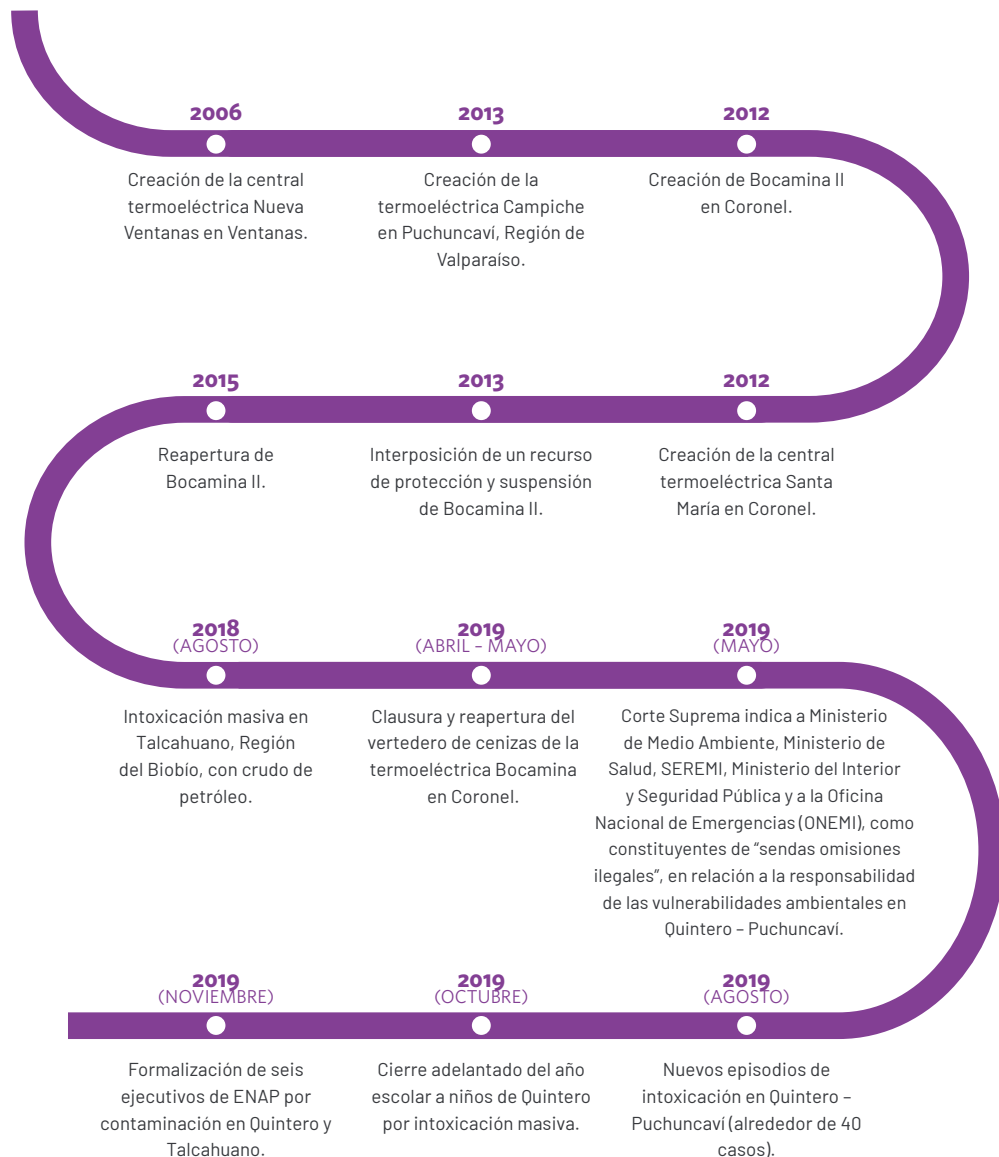 2006
Creación de la central
termoeléctrica Nueva
Ventanas en Ventanas.
2013
Creación de la
termoeléctrica Campiche
en Puchuncaví, Región de
Valparaíso.
2012
Creación de Bocamina II
en Coronel.
2012
Creación de la central
termoeléctrica Santa
María en Coronel.
2013
Interposición de un recurso
de protección y suspensión
de Bocamina II.
2015
Reapertura de
Bocamina II.
2018
(AGOSTO)
Intoxicación masiva en
Talcahuano, Región
del Biobío, con crudo de
petróleo.
2019
(ABRIL – MAYO)
Clausura y reapertura del
vertedero de cenizas de la
termoeléctrica Bocamina
en Coronel.
2019
(MAYO)
Corte Suprema indica a Ministerio
de Medio Ambiente, Ministerio de
Salud, SEREMI, Ministerio del Interior
y Seguridad Pública y a la Oficina
Nacional de Emergencias (ONEMI), como
constituyentes de “sendas omisiones
ilegales”, en relación a la responsabilidad
de las vulnerabilidades ambientales en
Quintero – Puchuncaví.
2019
(AGOSTO)
Nuevos episodios de
intoxicación en Quintero –
Puchuncaví (alrededor de 40
casos).
2019
(OCTUBRE)
Cierre adelantado del año
escolar a niños de Quintero
por intoxicación masiva.
2019
(NOVIEMBRE)
Formalización de seis
ejecutivos de ENAP por
contaminación en Quintero y
Talcahuano.